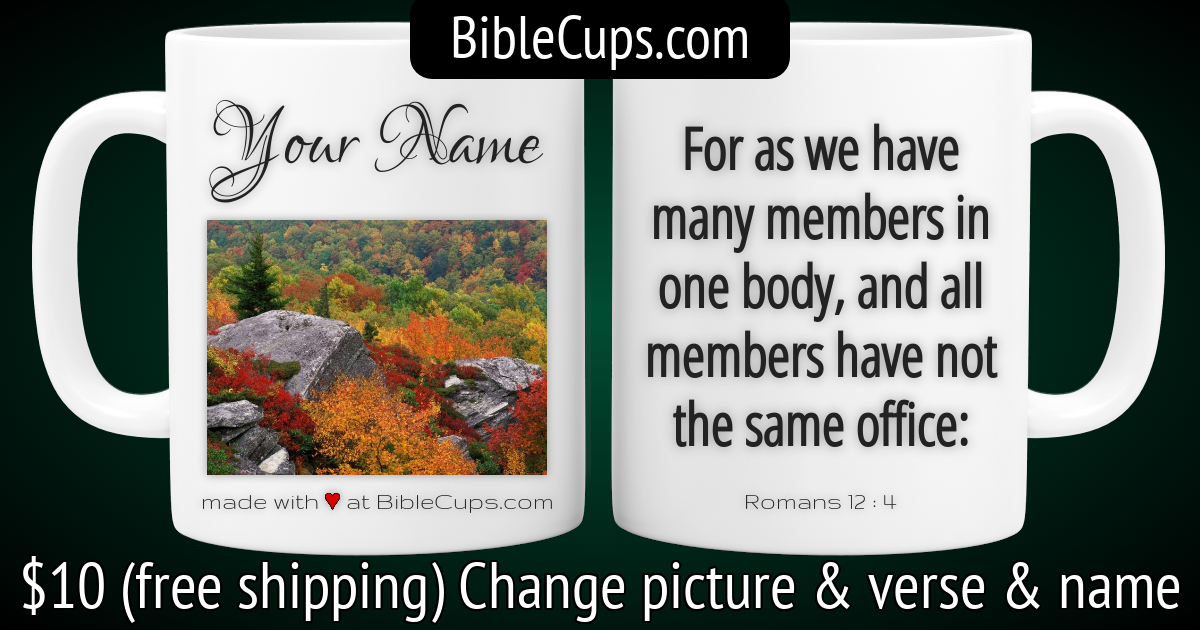 BibleCups.com
Your Name
made with ♥ at BibleCups.com
For as we have
many members in
one body, and all
members have not
the same office:
Romans 12 : 4
$10 (free shipping) Change picture & verse & name